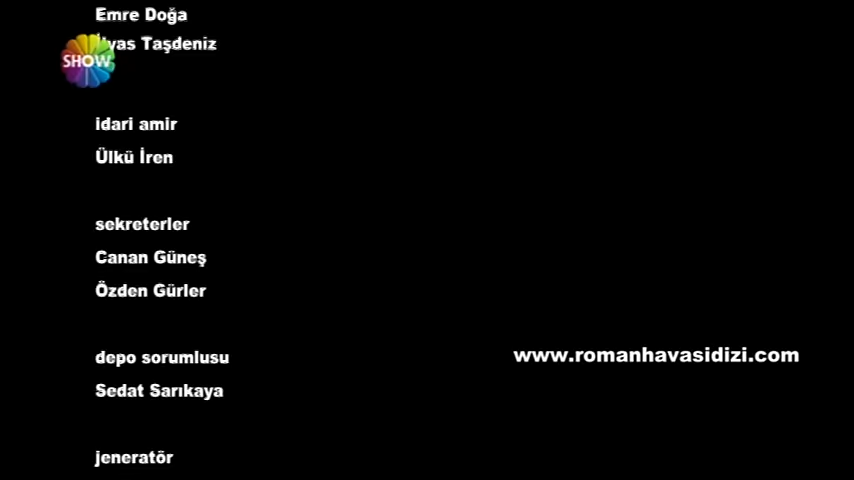 Emre Doğa
İlyas Taşdeniz
SHOW
idari amir
Ülkü İren
sekreterler
Canan Güneş
Özden Gürler
depo sorumlusu
www.romanhavasidizi.com
Sedat Sarıkaya
jeneratör